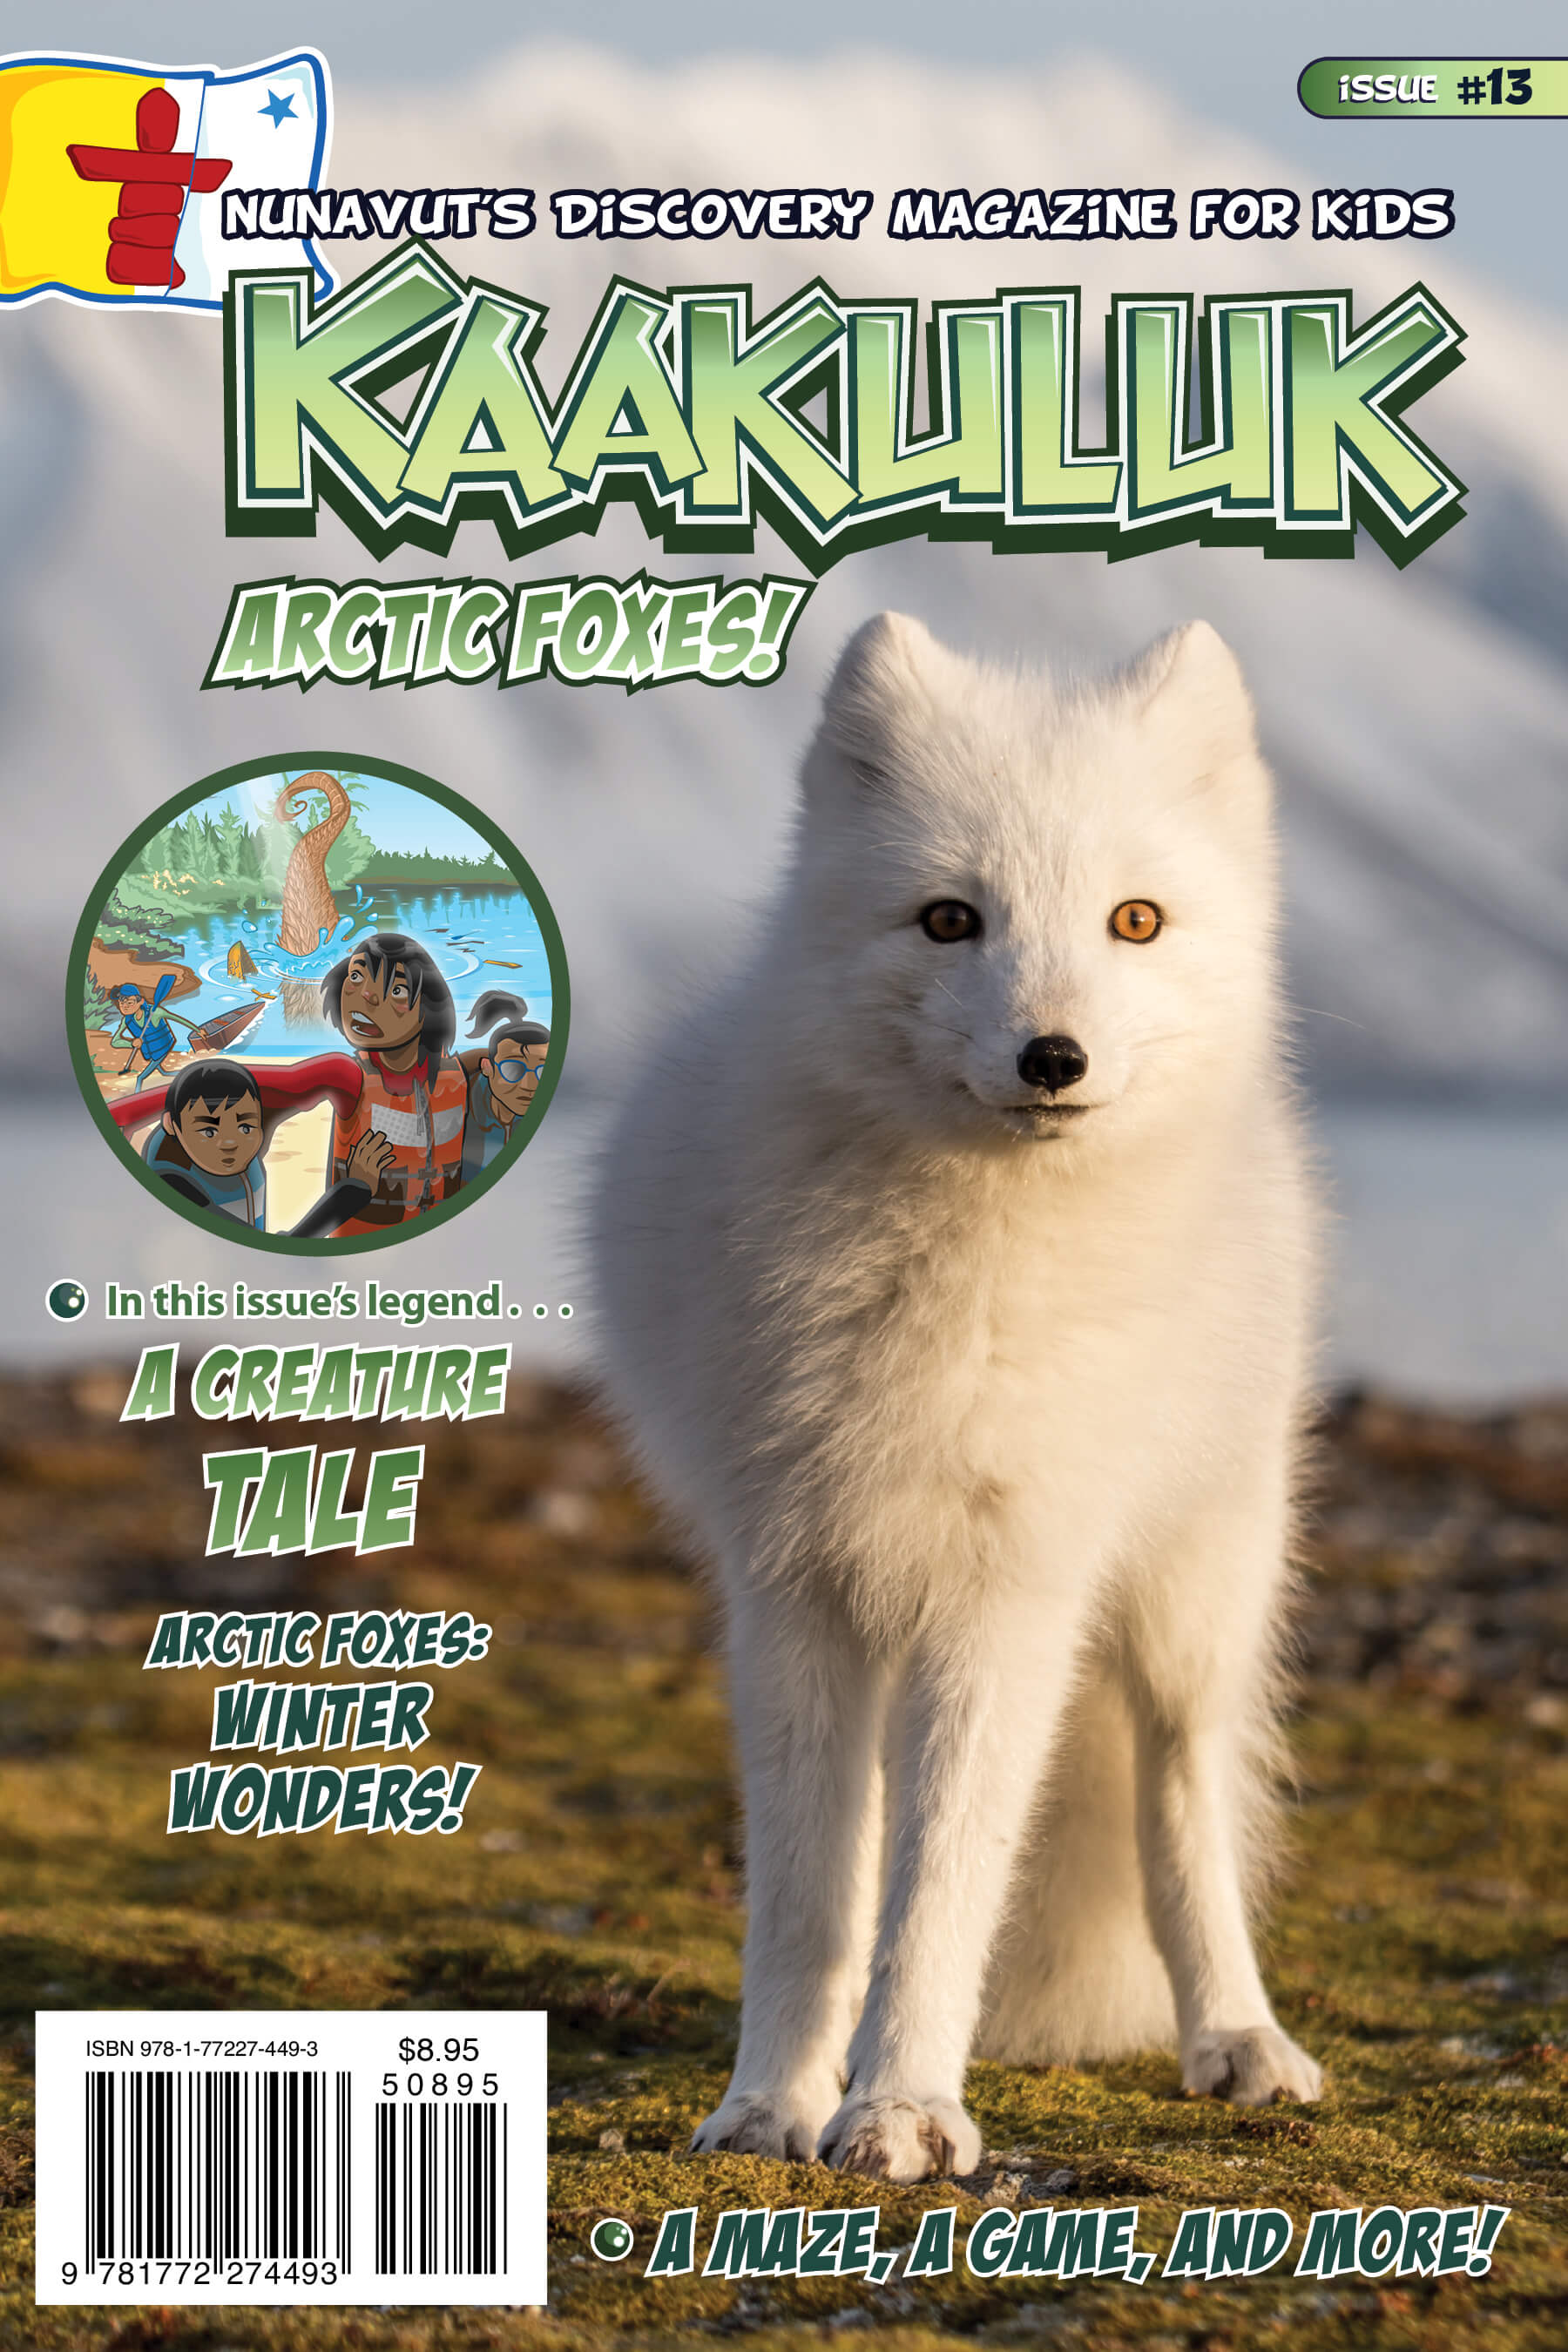 ISSUE #13
NUNAVUT'S DISCOVERY MAGAZINE FOR KIDS
KAAKULUK
ARCTIC FOXES!
In this issue's legend . . .
A CREATURE
TALE
ARCTIC FOXES:
WINTER
WONDERS!
ISBN 978-1-77227-449-3
$8.95
50895
9 781772 274493
A MAZE, A GAME, AND MORE!